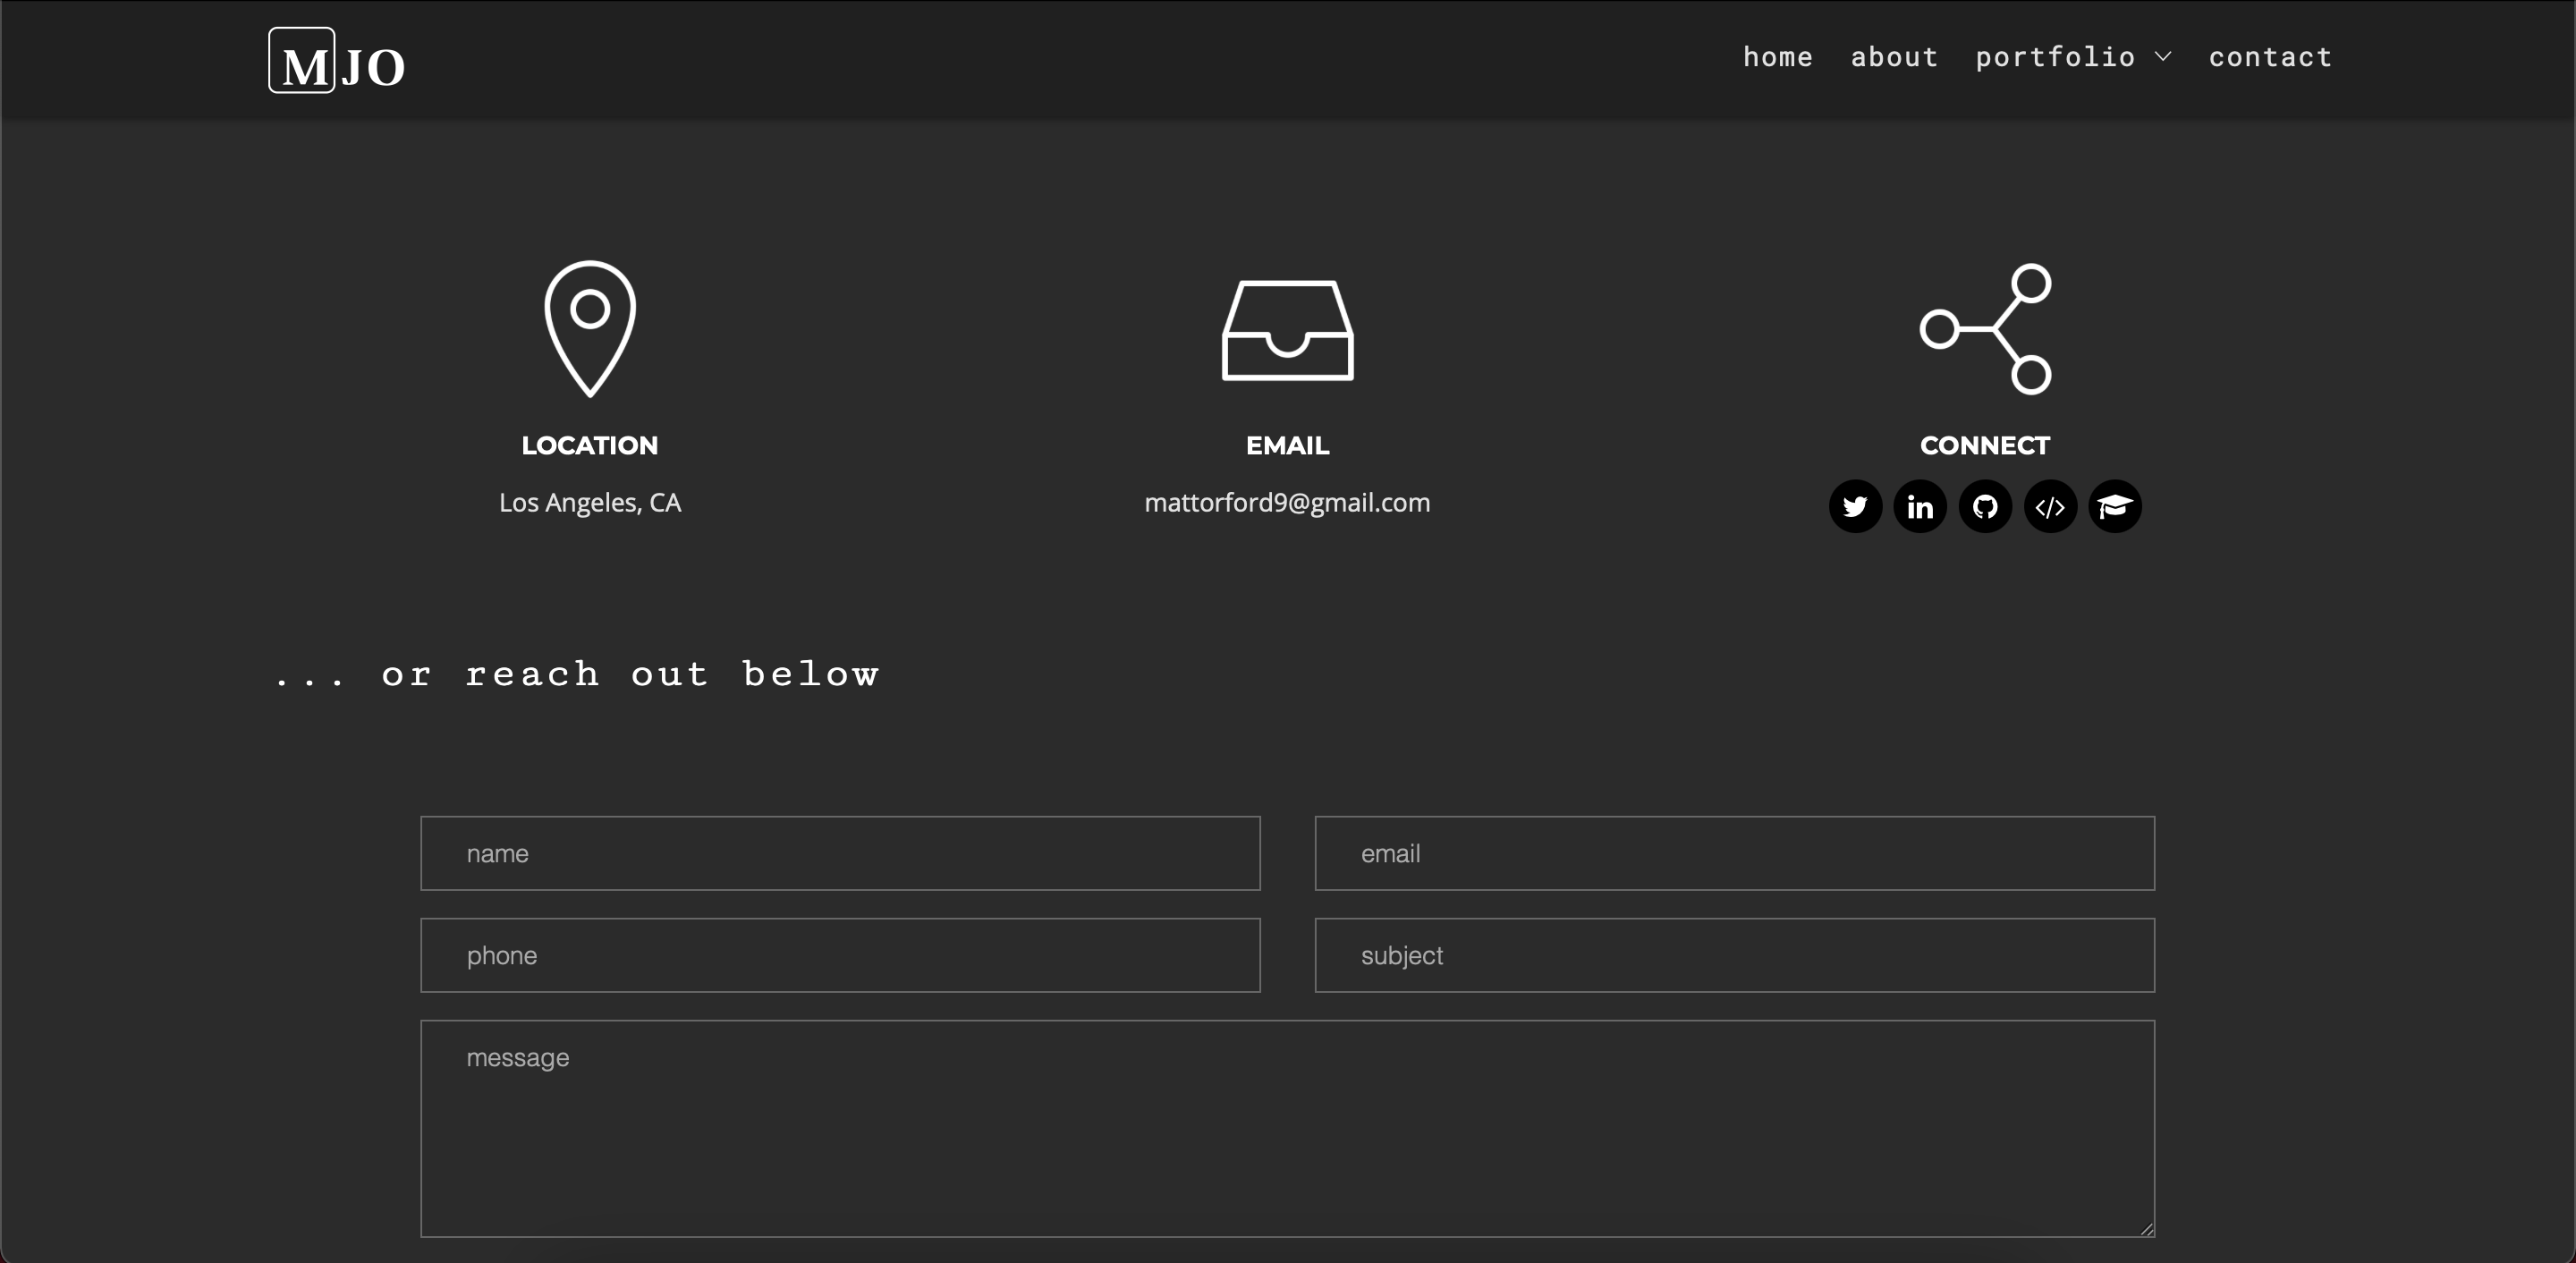 MJO
home about portfolio contact
LOCATION
Los Angeles, CA
EMAIL
mattorford9@gmail.com
CONNECT
in </>
... or reach out below
name
email
phone
subject
message